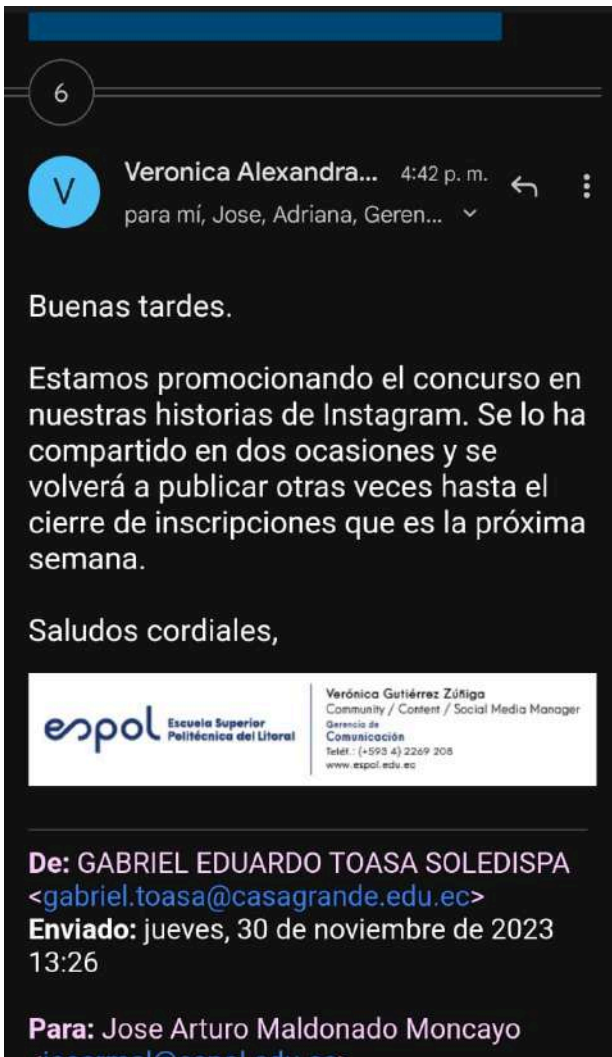 6
V
Veronica Alexandra... 4:42 p. m.
para mí, Jose, Adriana, Geren...
Buenas tardes.
Estamos promocionando el concurso en
nuestras historias de Instagram. Se lo ha
compartido en dos ocasiones y se
volverá a publicar otras veces hasta el
cierre de inscripciones que es la próxima
semana.
Saludos cordiales,
espol Escuela Superior
Politécnica del Litoral
Verónica Gutiérrez Zúñiga
Community / Content / Social Media Manager
Gerencia de
Comunicación
Teléf.: (+593 4) 2269 208
www.espol.edu.ec
De: GABRIEL EDUARDO TOASA SOLEDISPA
<gabriel.toasa@casagrande.edu.ec>
Enviado: jueves, 30 de noviembre de 2023
13:26
Para: Jose Arturo Maldonado Moncayo